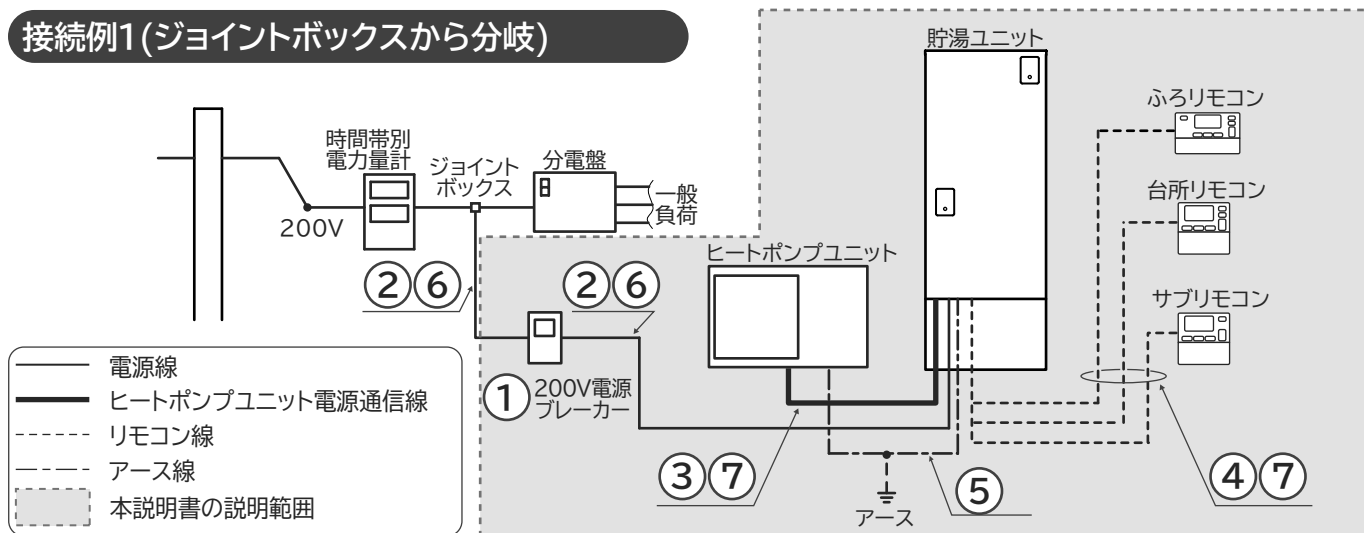 接続例1(ジョイントボックスから分岐)
貯湯ユニット
ふろリモコン
時間帯別
電力量計
ジョイント
ボックス
分電盤
一般
負荷
200V
台所リモコン
ヒートポンプユニット
②⑥
②⑥
サブリモコン
電源線
ヒートポンプユニット電源通信線
リモコン線
アース線
本説明書の説明範囲
① 200V電源
ブレーカー
③⑦
アース
⑤
④⑦